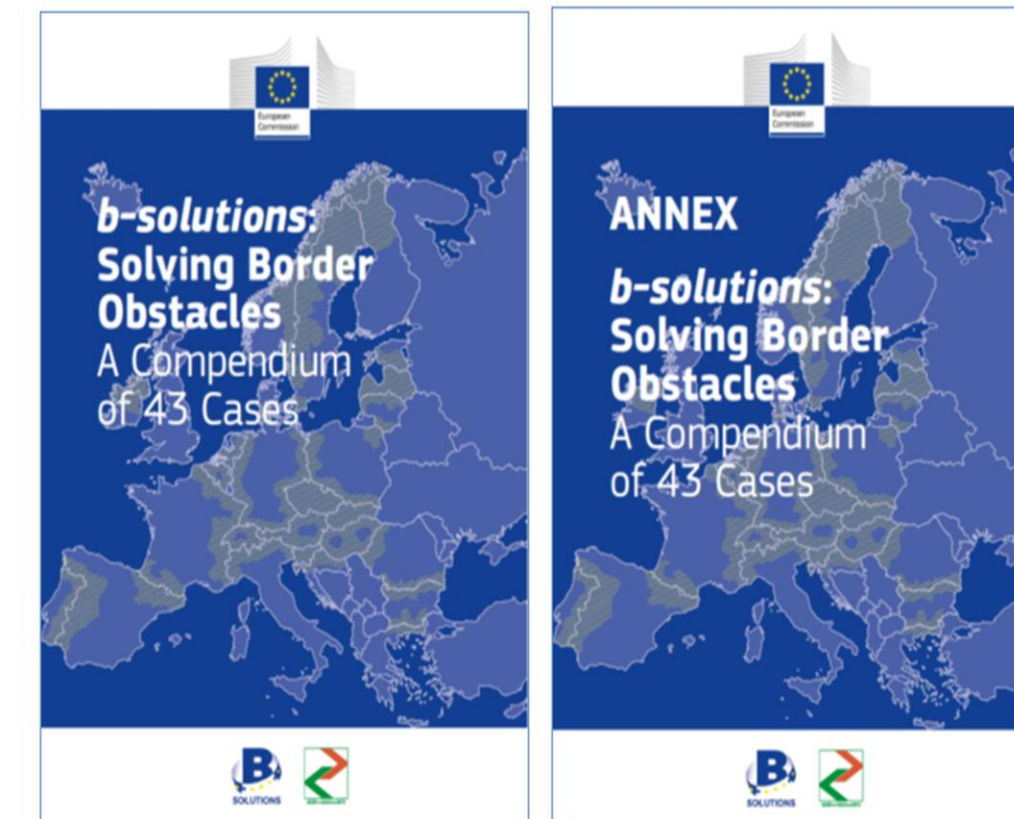 European
Commission
b-solutions:
Solving Border
Obstacles
A Compendium
of 43 Cases
B
SOLUTIONS
European
Commission
ANNEX
b-solutions:
Solving Border
Obstacles
A Compendium
of 43 Cases
B
SOLUTIONS